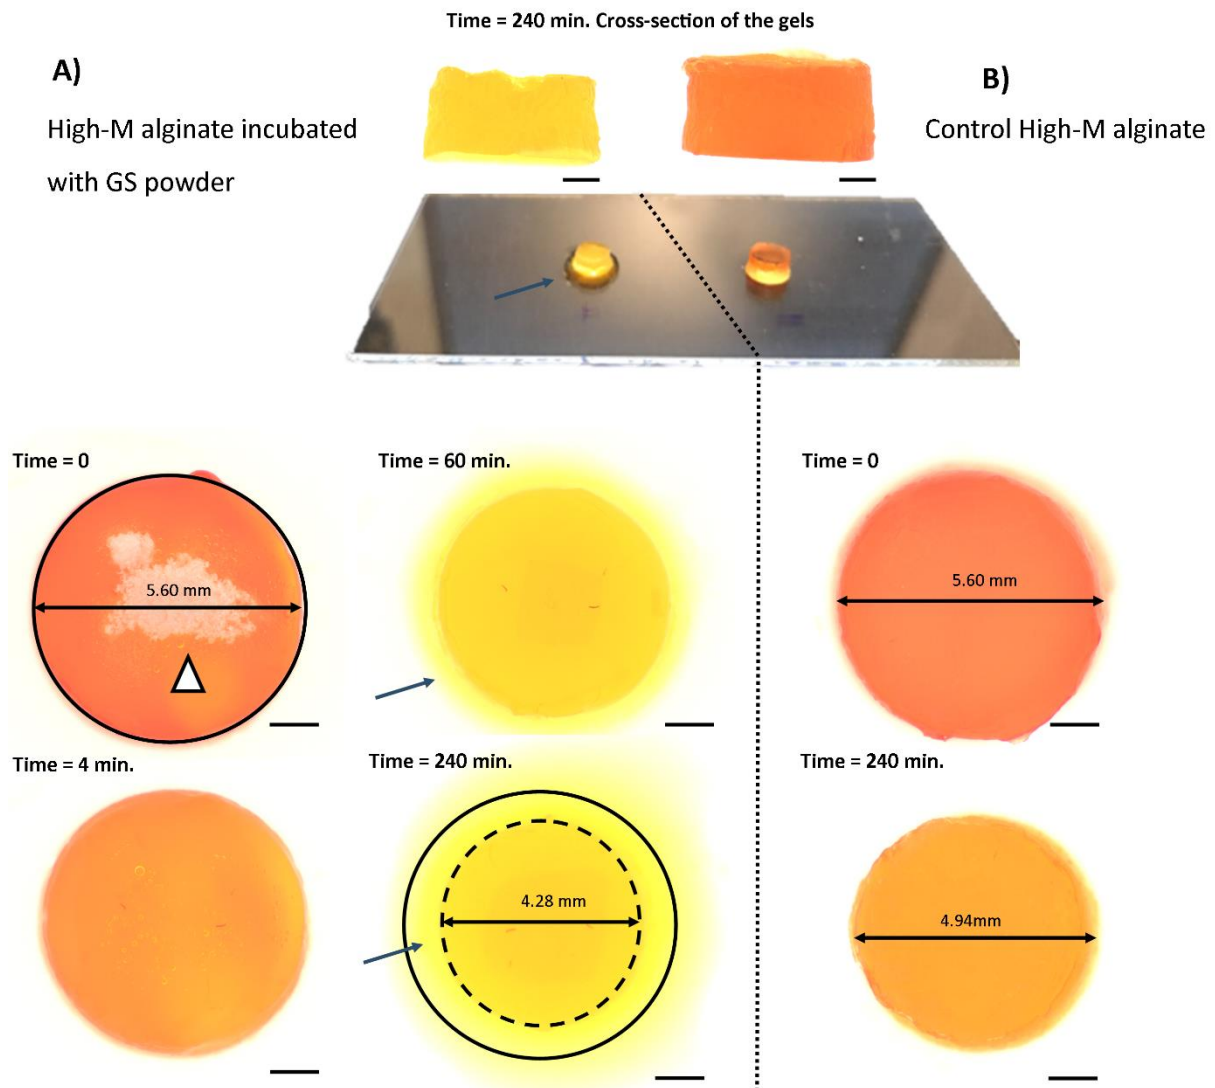 Time = 240 min. Cross-section of the gels
A)
High-M alginate incubated
with GS powder
B)
Control High-M alginate
Time = 0
5.60 mm
Time = 60 min.
Time = 0
5.60 mm
Time = 4 min.
Time = 240 min.
4.28 mm
Time = 240 min.
4.94mm